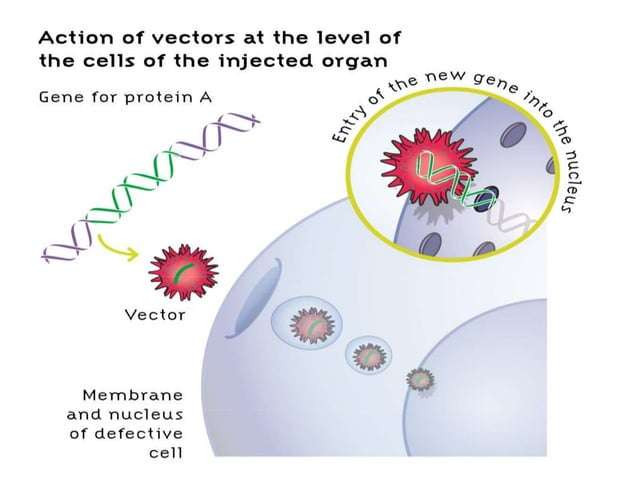 Action of vectors at the level of
the cells of the injected organ
Gene for protein A
Entry of the new gene into the nucleus
Vector
Membrane
and nucleus
of defective
cell